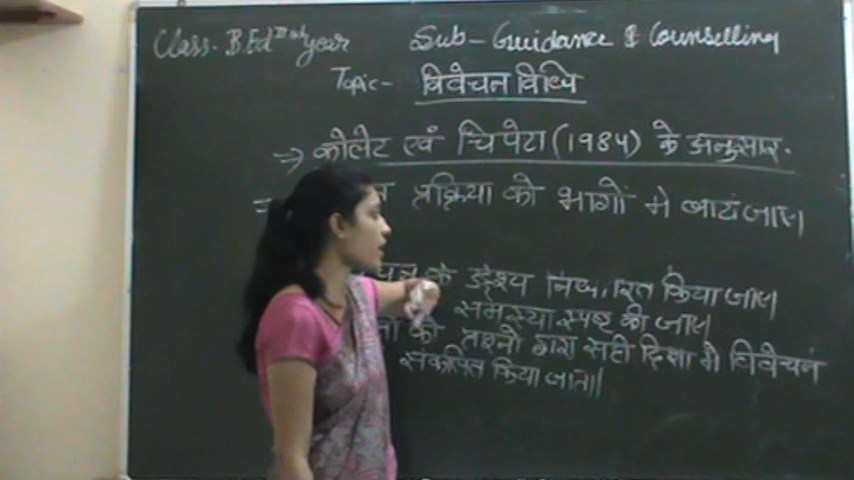 Class. B.Ed IInd year Sub - Guidance & Counselling
Topic - विवेचन विधि
⇒ कोलेट एवं चिपेटा (1984) के अनुसार.
प्रक्रिया को भागों मे बाटा जाए।
के उद्देश्य निर्धारित किया जाए।
समस्या स्पष्ट की जाए।
को प्रश्नो द्वारा सही दिशा मे विवेचन
संकलित किया जाता।